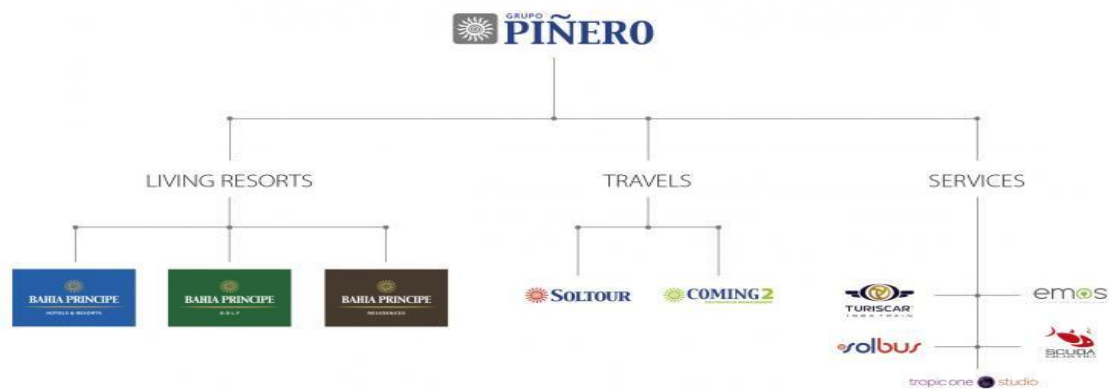 GRUPO
PIÑERO
LIVING RESORTS
TRAVELS
SERVICES
BAHIA PRINCIPE
HOTELS & RESORTS
BAHIA PRINCIPE
GOLF
BAHIA PRINCIPE
RESIDENCES
SOLTOUR
COMING2
TURISCAR
emos
solbus
SCUBA
tropic one studio